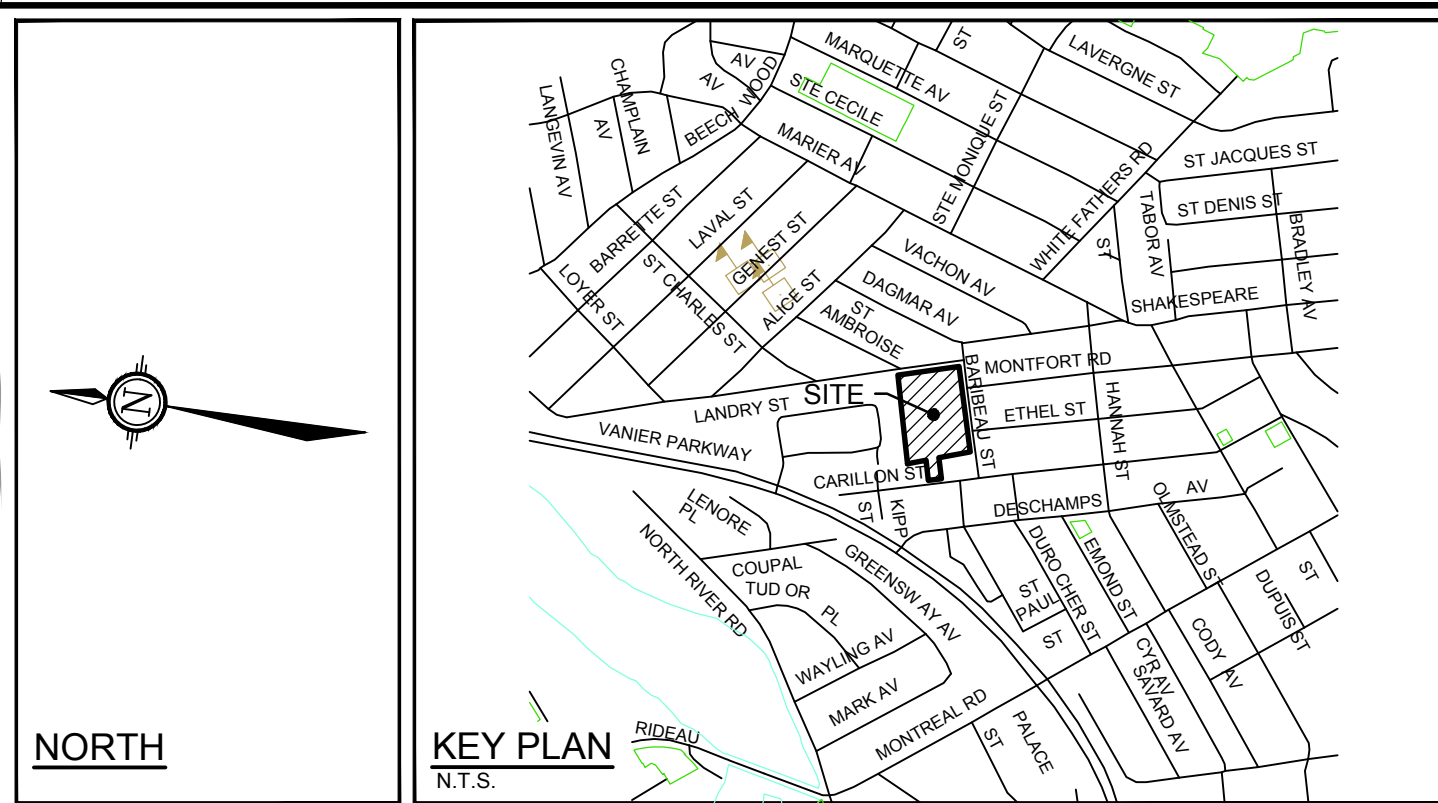 N
NORTH
KEY PLAN
N.T.S.
SITE
LANGEVIN AV
CHAMPLAIN
AV
AV
AV
BEECH WOOD
MARQUETTE AV
STE CECILE
ST
LAVERGNE ST
MARIER AV
STE MONIQUE ST
WHITE FATHERS RD
ST JACQUES ST
ST DENIS ST
TABOR AV
ST
BRADLEY AV
SHAKESPEARE
BARRETTE ST
LAVAL ST
GENEST ST
ALICE ST
LOYER ST
ST CHARLES ST
VACHON AV
DAGMAR AV
ST
AMBROISE
MONTFORT RD
BARIBEAU ST
ETHEL ST
HANNAH ST
LANDRY ST
VANIER PARKWAY
CARILLON ST
KIPP
ST
DESCHAMPS
AV
OLMSTEAD ST
LENORE
PL
NORTH RIVER RD
COUPAL
TUD OR
PL
GREENSW AY AV
WAYLING AV
MARK AV
MONTREAL RD
RIDEAU
DURO CHER ST
EMOND ST
ST
PAUL
ST
CYR AV
SAVARD AV
CODY AV
DUPUIS ST
ST
PALACE
ST